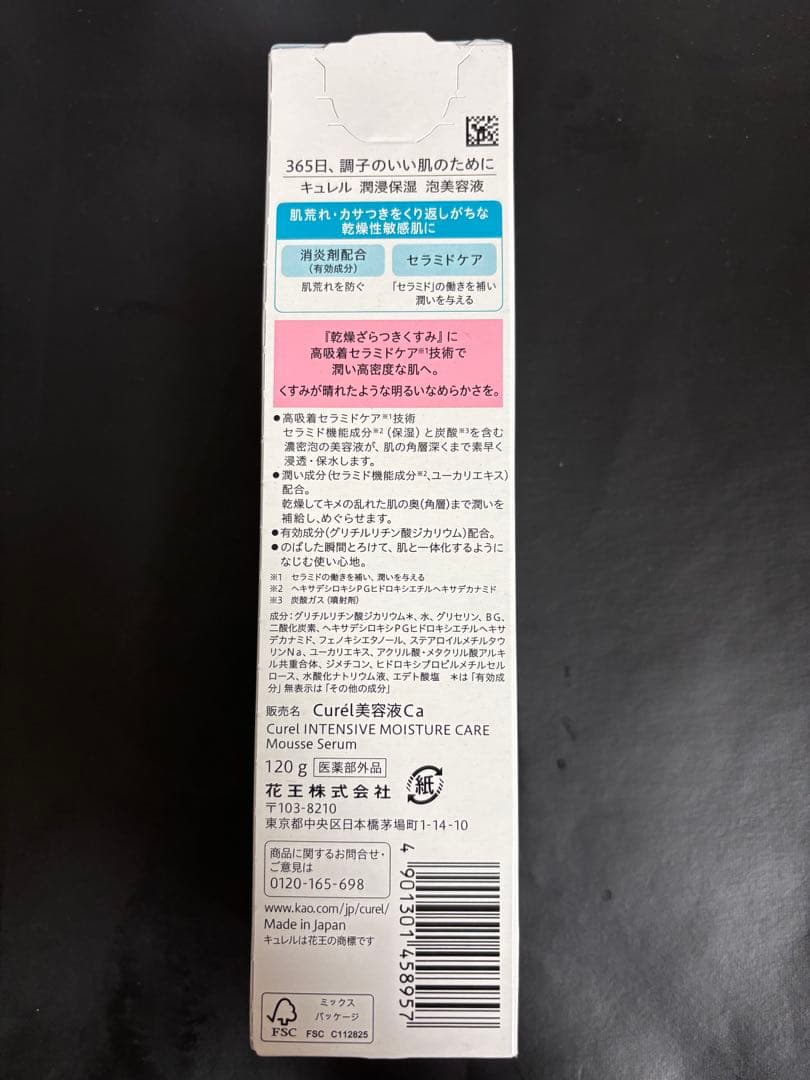 365日、調子のいい肌のために
キュレル 潤浸保湿 泡美容液
肌荒れ・カサつきをくり返しがちな
乾燥性敏感肌に
消炎剤配合
(有効成分)
肌荒れを防ぐ
セラミドケア
「セラミド」の働きを補い
潤いを与える
『乾燥ざらつきくすみ』に
高吸着セラミドケア※1技術で
潤い高密度な肌へ。
くすみが晴れたような明るいなめらかさを。
●高吸着セラミドケア※1技術
セラミド機能成分※2(保湿)と炭酸※3を含む
濃密泡の美容液が、肌の角層深くまで素早く
浸透・保水します。
●潤い成分(セラミド機能成分※2、ユーカリエキス)
配合。
乾燥してキメの乱れた肌の奥(角層)まで潤いを
補給し、めぐらせます。
●有効成分(グリチルリチン酸ジカリウム)配合。
●のばした瞬間とろけて、肌と一体化するように
なじむ使い心地。
※1 セラミドの働きを補い、潤いを与える
※2 ヘキサデシロキシPGヒドロキシエチルヘキサデカナミド
※3 炭酸ガス(噴射剤)
成分:グリチルリチン酸ジカリウム*、水、グリセリン、BG、
二酸化炭素、ヘキサデシロキシPGヒドロキシエチルヘキサ
デカナミド、フェノキシエタノール、ステアロイルメチルタウ
リンNa、ユーカリエキス、アクリル酸・メタクリル酸アルキ
ル共重合体、ジメチコン、ヒドロキシプロピルメチルセル
ロース、水酸化ナトリウム液、エデト酸塩 *は「有効成
分」無表示は「その他の成分」
販売名 Curél美容液Ca
Curel INTENSIVE MOISTURE CARE
Mousse Serum
120g 医薬部外品
花王株式会社
〒103-8210
東京都中央区日本橋茅場町1-14-10
紙
商品に関するお問合せ・
ご意見は
0120-165-698
www.kao.com/jp/curel/
Made in Japan
キュレルは花王の商標です
4 901301 458957
FSC
ミックス
パッケージ
FSC C112825